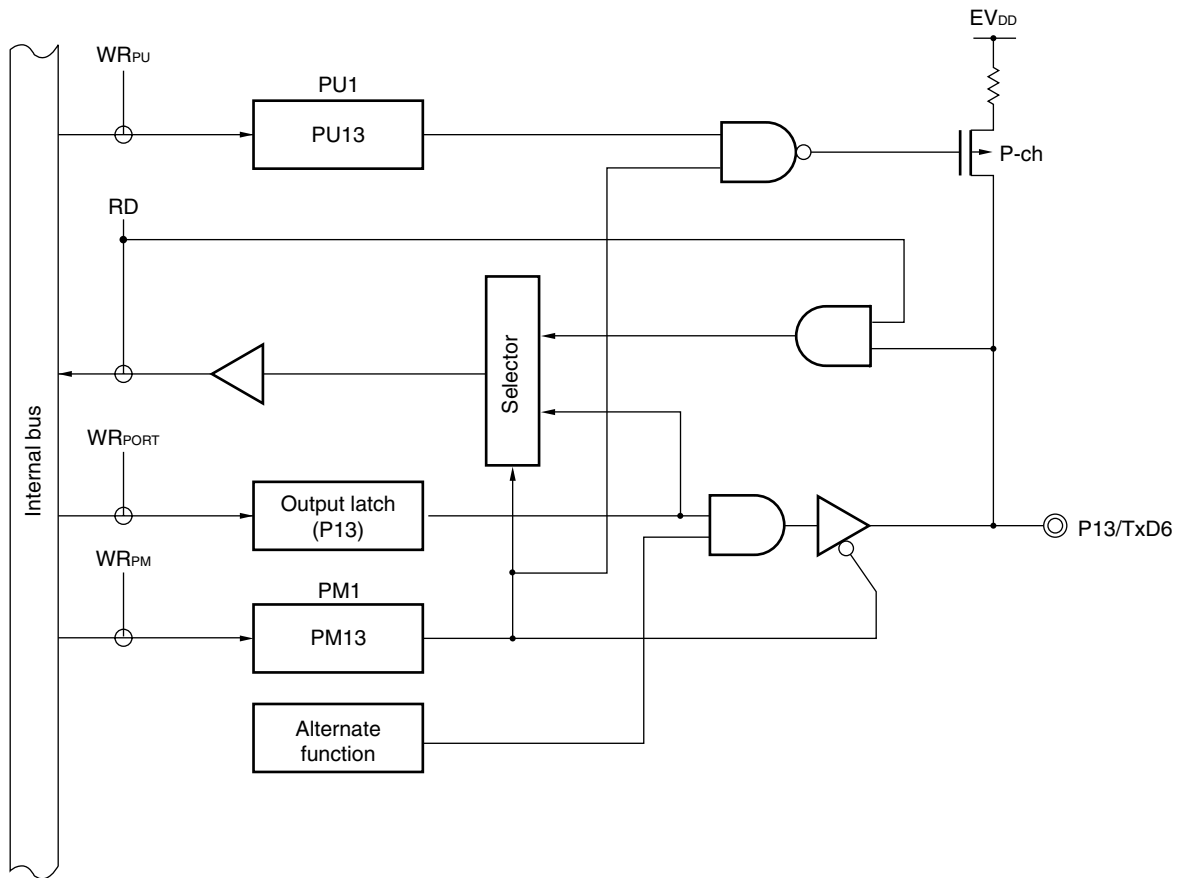 EVDD
WRPU
PU1
PU13
P-ch
RD
Selector
Internal bus
WRPORT
Output latch
(P13)
P13/TxD6
WRPM
PM1
PM13
Alternate
function